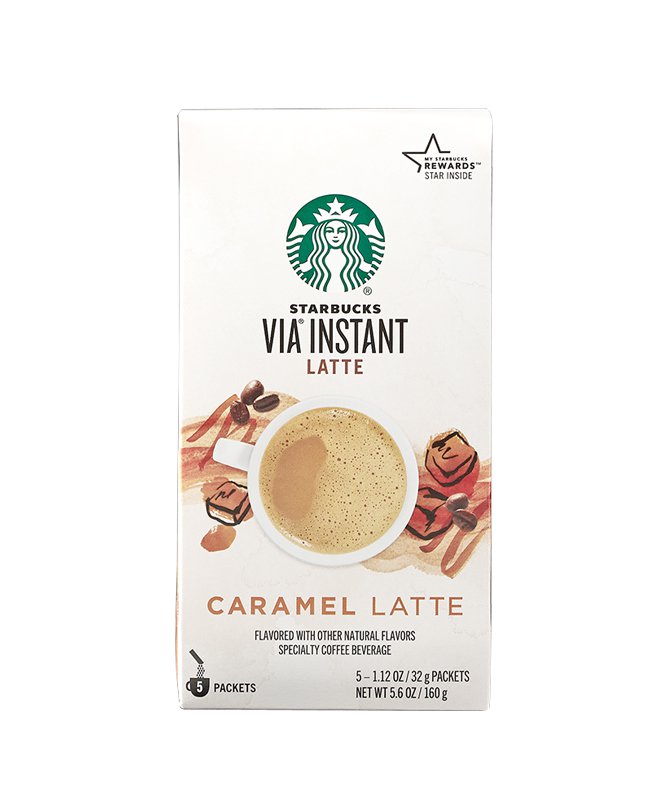 MY STARBUCKS
REWARDS™
STAR INSIDE
®
STARBUCKS
VIA® INSTANT
LATTE
CARAMEL LATTE
FLAVORED WITH OTHER NATURAL FLAVORS
SPECIALTY COFFEE BEVERAGE
5 PACKETS
5 – 1.12 OZ / 32 g PACKETS
NET WT 5.6 OZ / 160 g